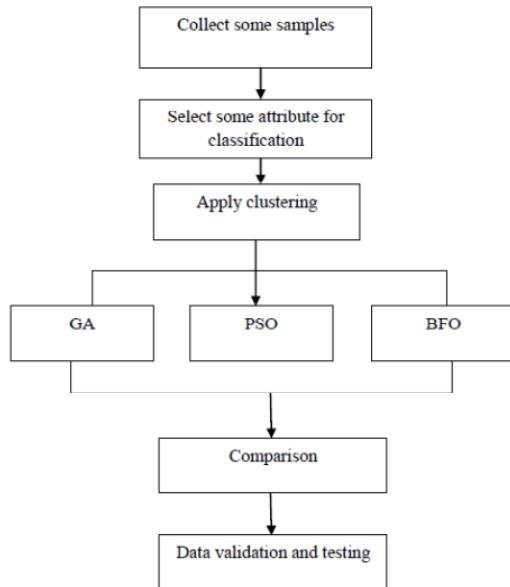 Collect some samples
Select some attribute for
classification
Apply clustering
GA
PSO
BFO
Comparison
Data validation and testing